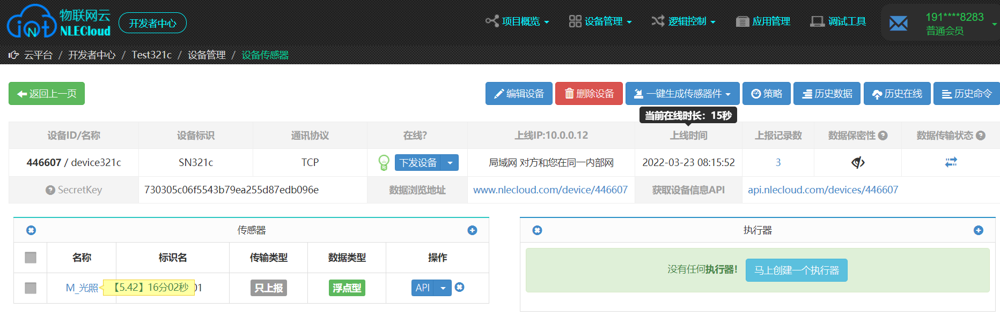 物联网云
NLECloud
开发者中心
项目概览
设备管理
逻辑控制
应用管理
调试工具
191****8283
普通会员
云平台 / 开发者中心 / Test321c / 设备管理 / 设备传感器
返回上一页
编辑设备
删除设备
一键生成传感器件
策略
历史数据
历史在线
历史命令
当前在线时长：15秒
设备ID/名称 设备标识 通讯协议 在线? 上线IP:10.0.0.12 上线时间 上报记录数 数据保密性 数据传输状态
446607 / device321c SN321c TCP 下发设备 局域网 对方和您在同一内部网 2022-03-23 08:15:52 3
SecretKey 730305c06f5543b79ea255d87edb096e 数据浏览地址 www.nlecloud.com/device/446607 获取设备信息API api.nlecloud.com/devices/446607
传感器
名称 标识名 传输类型 数据类型 操作
M_光照 【5.42】16分02秒 01 只上报 浮点型 API
执行器
没有任何执行器! 马上创建一个执行器